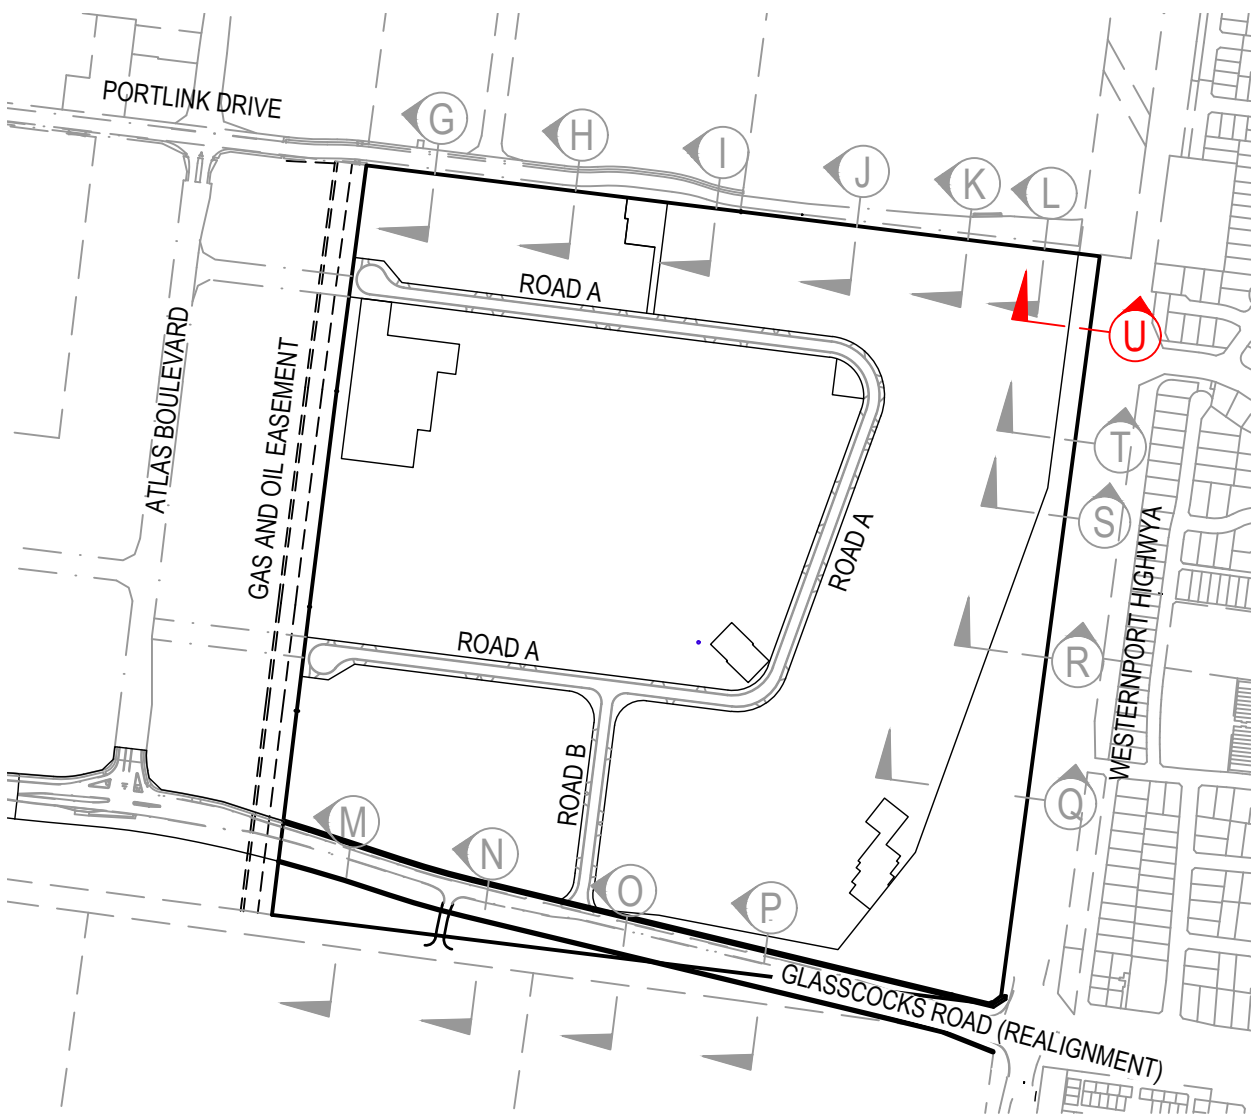 PORTLINK DRIVE
G
H
I
J
K
L
ROAD A
U
ATLAS BOULEVARD
GAS AND OIL EASEMENT
T
S
WESTERNPORT HIGHWYA
ROAD A
ROAD A
R
ROAD B
Q
M
N
O
P
GLASSCOCKS ROAD (REALIGNMENT)